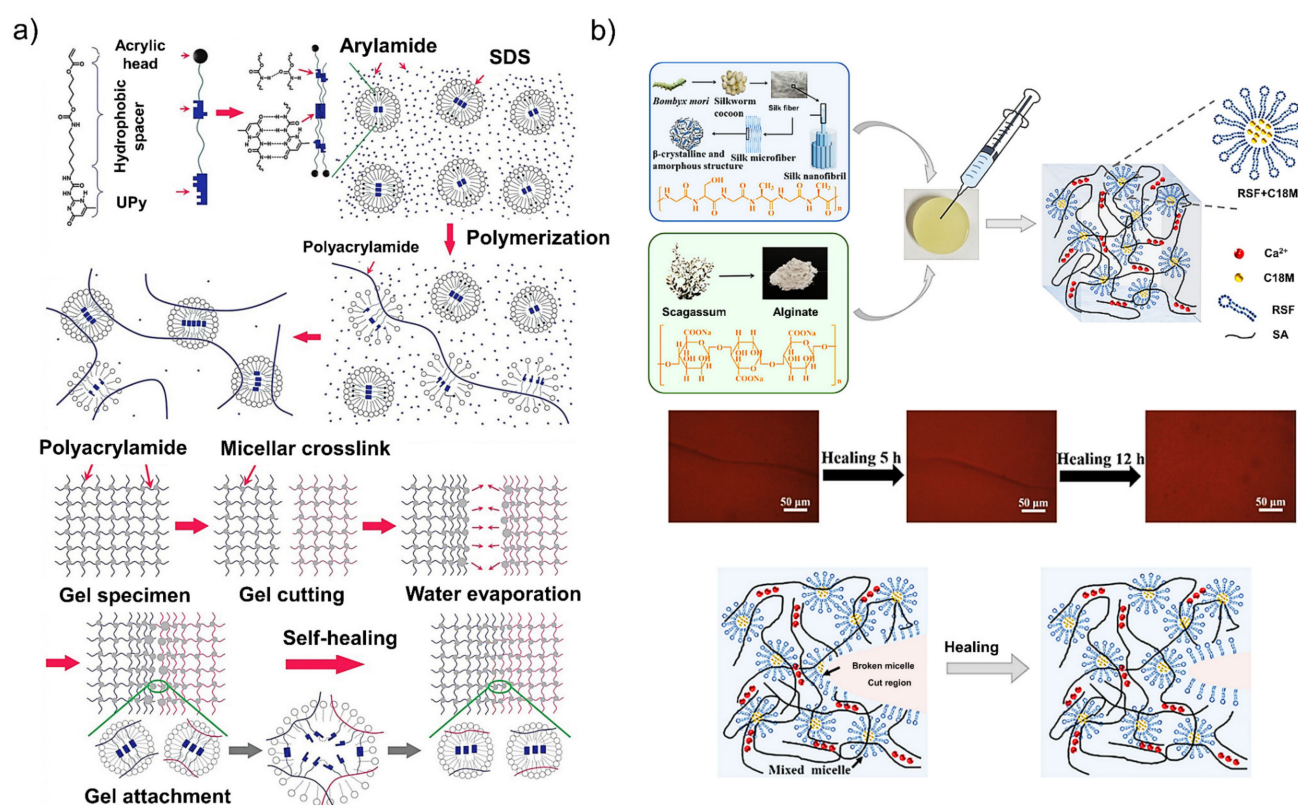 a)
Acrylic
head
Hydrophobic
spacer
UPy
Arylamide
SDS
Polymerization
Polyacrylamide
Polyacrylamide
Micellar crosslink
Gel specimen
Gel cutting
Water evaporation
Self-healing
Gel attachment
b)
Bombyx mori
Silkworm
cocoon
Silk fiber
β-crystalline and
amorphous structure
Silk microfiber
Silk nanofibril
Scagassum
Alginate
RSF+C18M
Ca²⁺
C18M
RSF
SA
Healing 5 h
Healing 12 h
50 μm
50 μm
50 μm
Broken micelle
Cut region
Mixed micelle
Healing